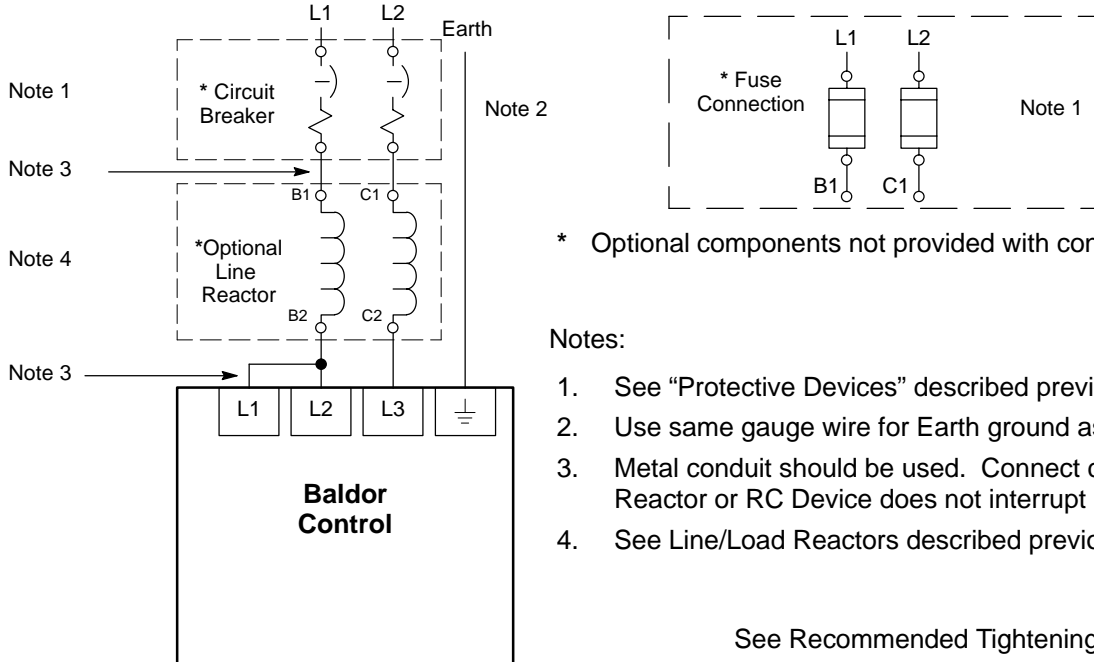 L1 L2 Earth
Note 1
* Circuit
Breaker
Note 2
Note 3
B1 C1
Note 4
*Optional
Line
Reactor
B2 C2
Note 3
L1 L2 L3
Baldor
Control
L1 L2
* Fuse
Connection
Note 1
B1 C1
* Optional components not provided with
Notes:
1. See “Protective Devices” described
2. Use same gauge wire for Earth ground
3. Metal conduit should be used. Connect
Reactor or RC Device does not interrupt
4. See Line/Load Reactors described
See Recommended Tightening